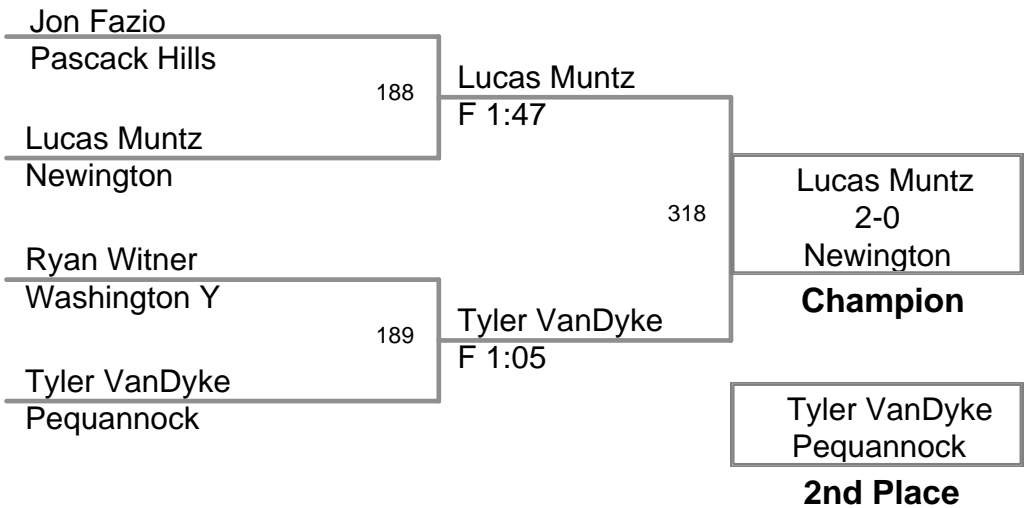 Jon Fazio
Pascack Hills
188
Lucas Muntz
Newington
Lucas Muntz
F 1:47
Ryan Witner
Washington Y
189
Tyler VanDyke
Pequannock
Tyler VanDyke
F 1:05
318
Lucas Muntz
2-0
Newington
Champion
Tyler VanDyke
Pequannock
2nd Place